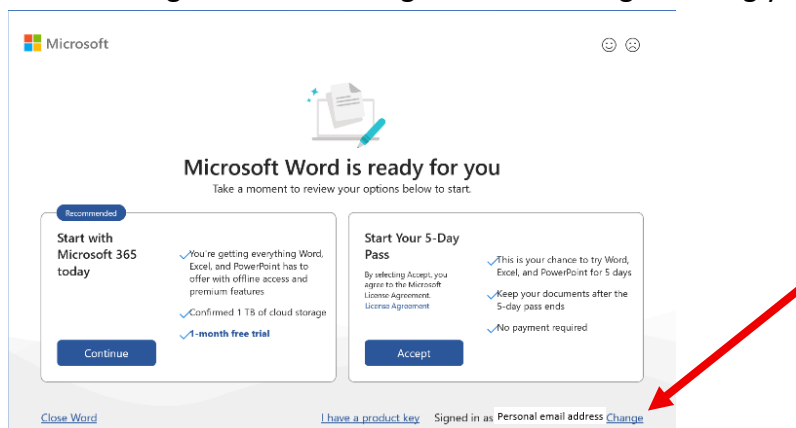 Microsoft
Microsoft Word is ready for you
Take a moment to review your options below to start.
Recommended
Start with
Microsoft 365
today
You're getting everything Word,
Excel, and PowerPoint has to
offer with offline access and
premium features
Confirmed 1 TB of cloud storage
1-month free trial
Continue
Start Your 5-Day
Pass
By selecting Accept, you
agree to the Microsoft
License Agreement.
License Agreement
This is your chance to try Word,
Excel, and PowerPoint for 5 days
Keep your documents after the
5-day pass ends
No payment required
Accept
Close Word
I have a product key
Signed in as Personal email address Change